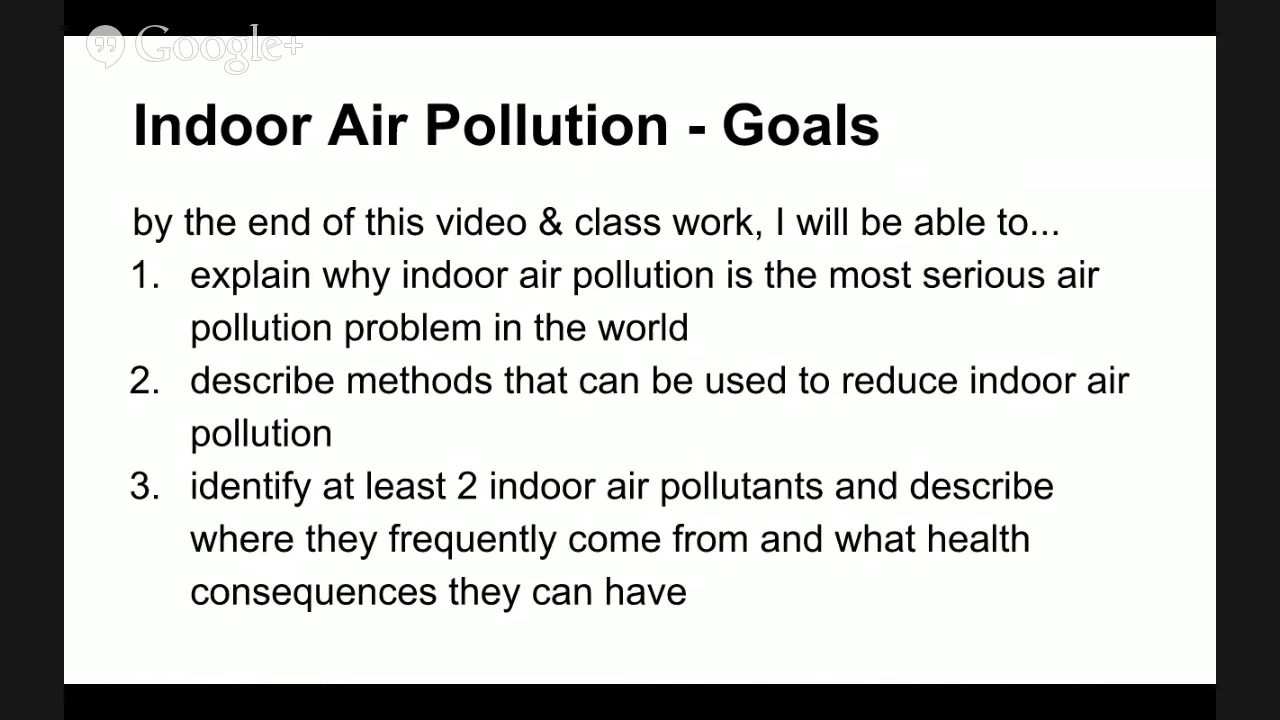 Google+
Indoor Air Pollution - Goals
by the end of this video & class work, I will be able to...
1. explain why indoor air pollution is the most serious air
pollution problem in the world
2. describe methods that can be used to reduce indoor air
pollution
3. identify at least 2 indoor air pollutants and describe
where they frequently come from and what health
consequences they can have